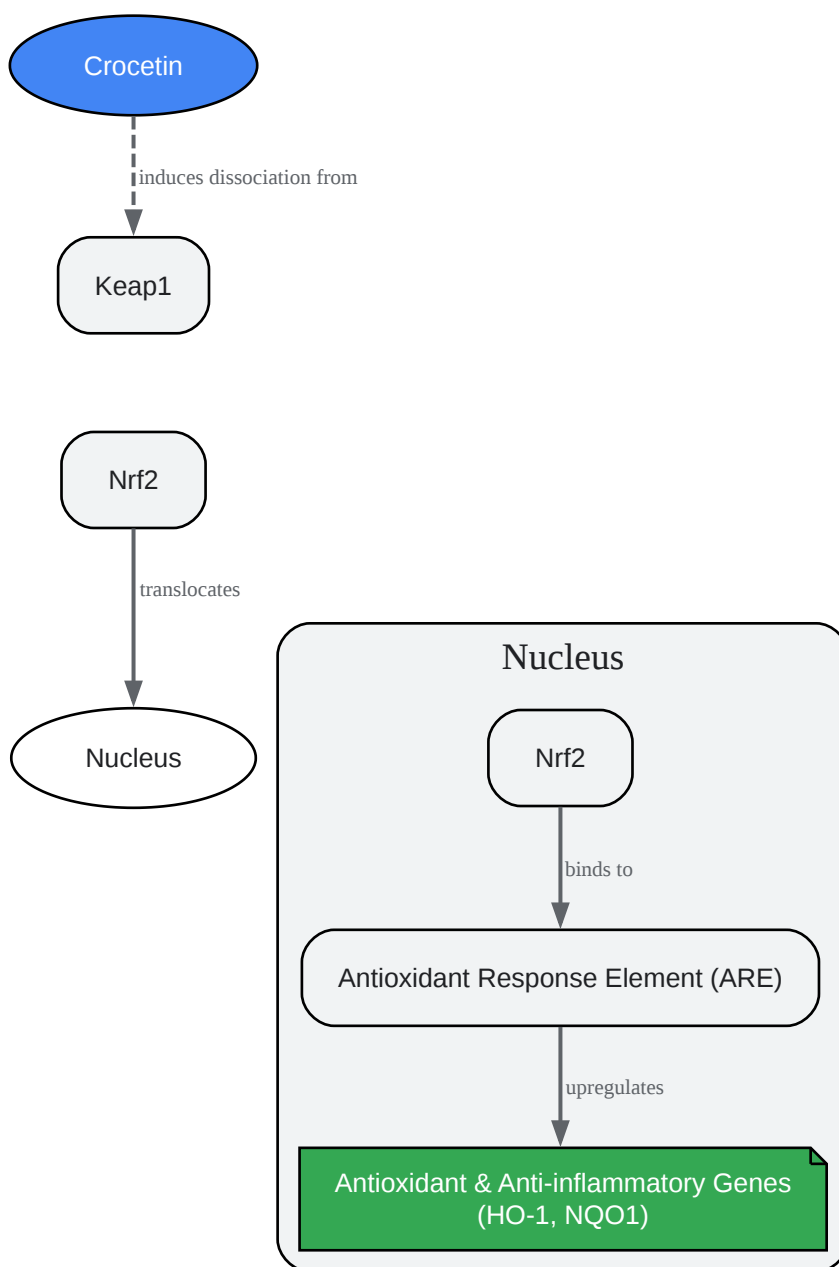 Crocetin
induces dissociation from
Keap1
Nrf2
translocates
Nucleus
Nucleus
Nrf2
binds to
Antioxidant Response Element (ARE)
upregulates
Antioxidant & Anti-inflammatory Genes
(HO-1, NQO1)